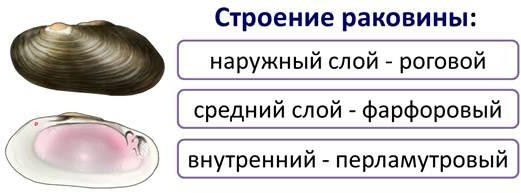 Строение раковины:
наружный слой - роговой
средний слой - фарфоровый
внутренний - перламутровый